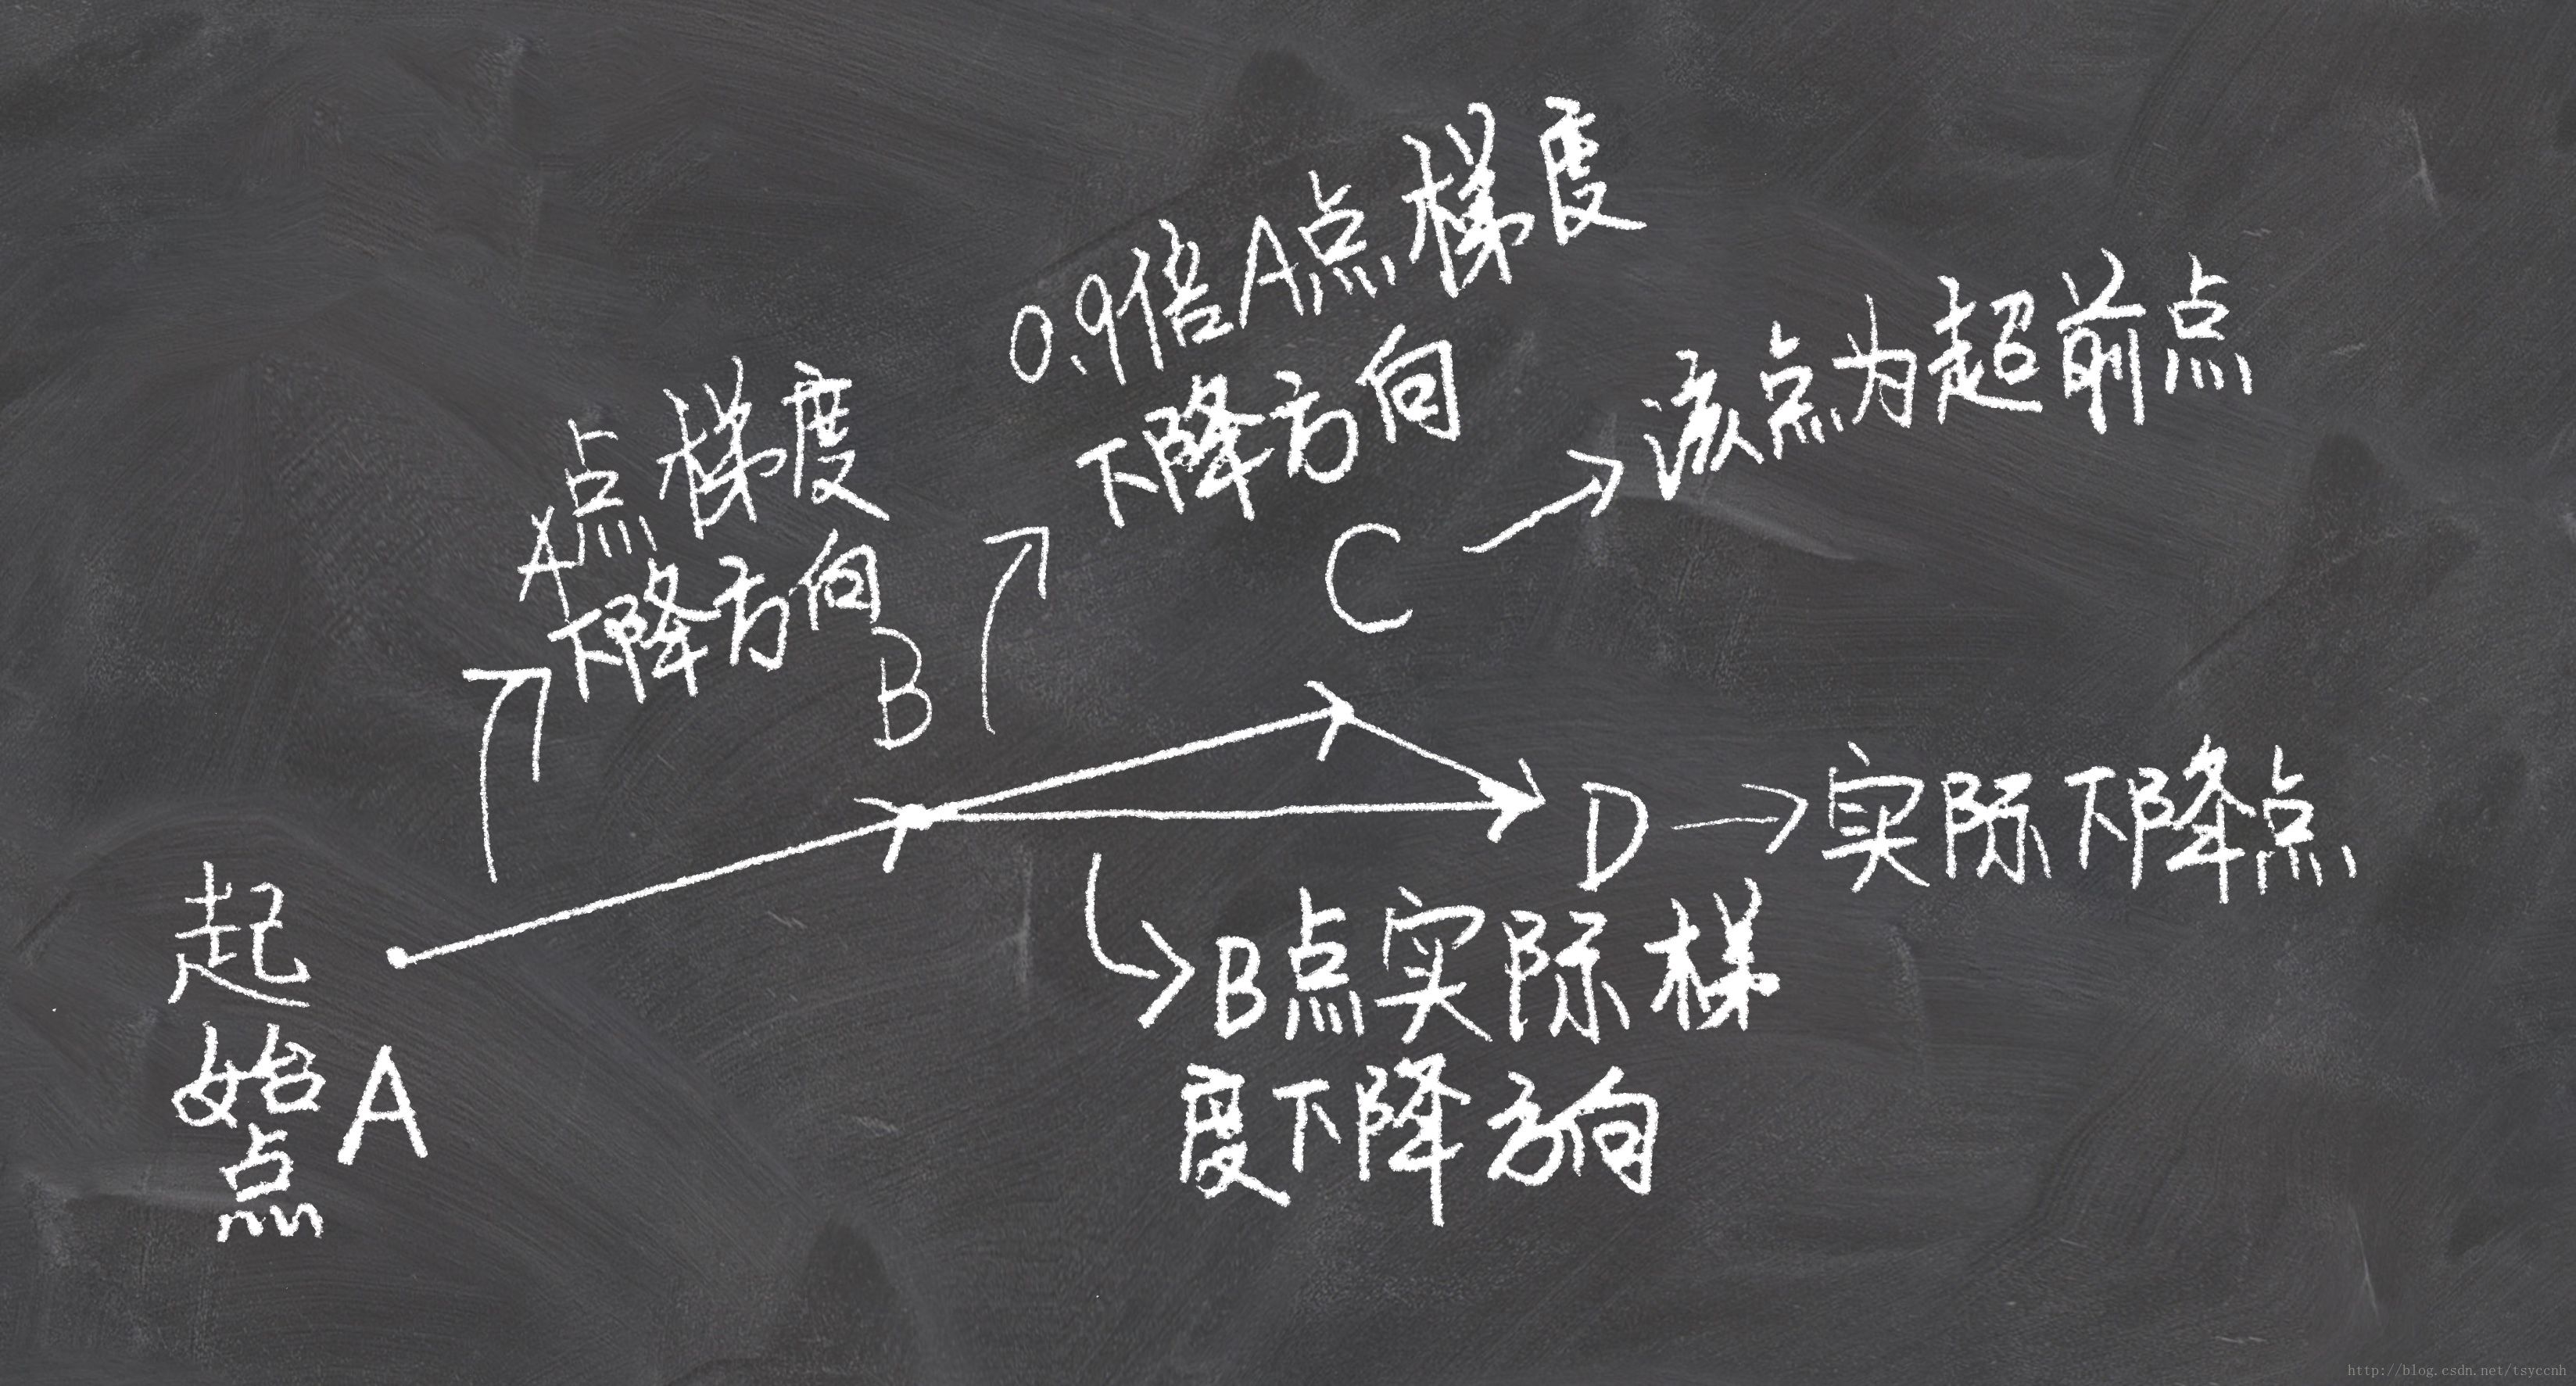 0.9倍A点梯度
下降方向
该点为超前点
A点梯度
下降方向
C
B
D
实际下降点
起始点
A
B点实际梯
度下降方向
http://blog.csdn.net/tsyccnh